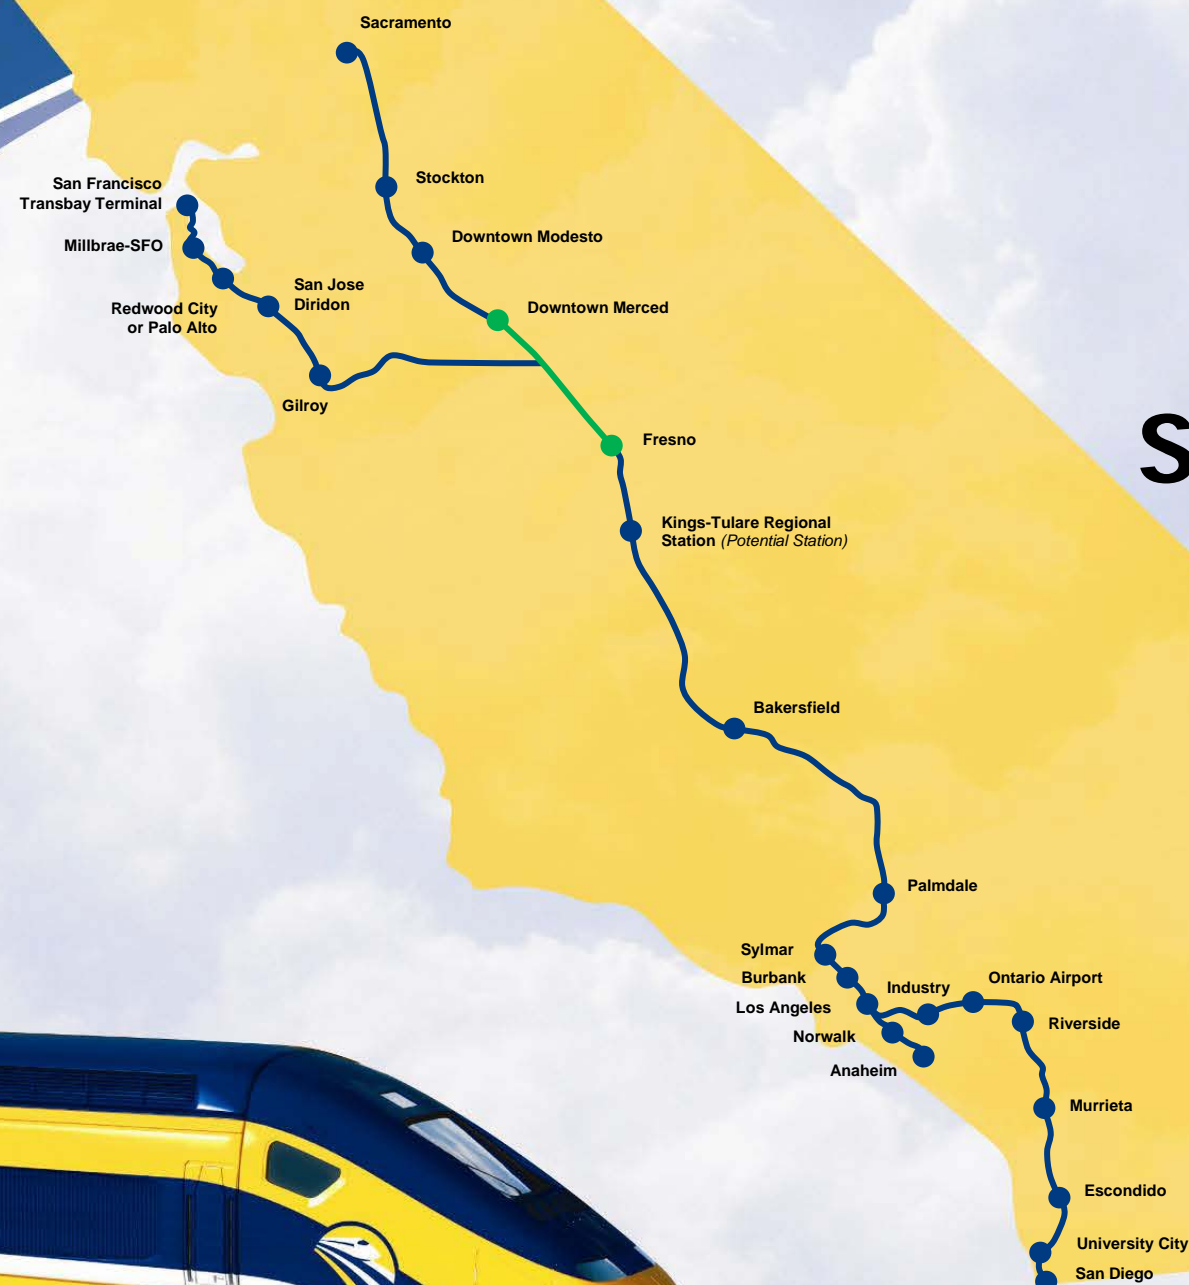 Sacramento
Stockton
San Francisco
Transbay Terminal
Downtown Modesto
Millbrae-SFO
San Jose
Diridon
Redwood City
or Palo Alto
Downtown Merced
Gilroy
Fresno
S
Kings-Tulare Regional
Station (Potential Station)
Bakersfield
Palmdale
Sylmar
Burbank
Industry
Ontario Airport
Los Angeles
Riverside
Norwalk
Anaheim
Murrieta
Escondido
University City
San Diego